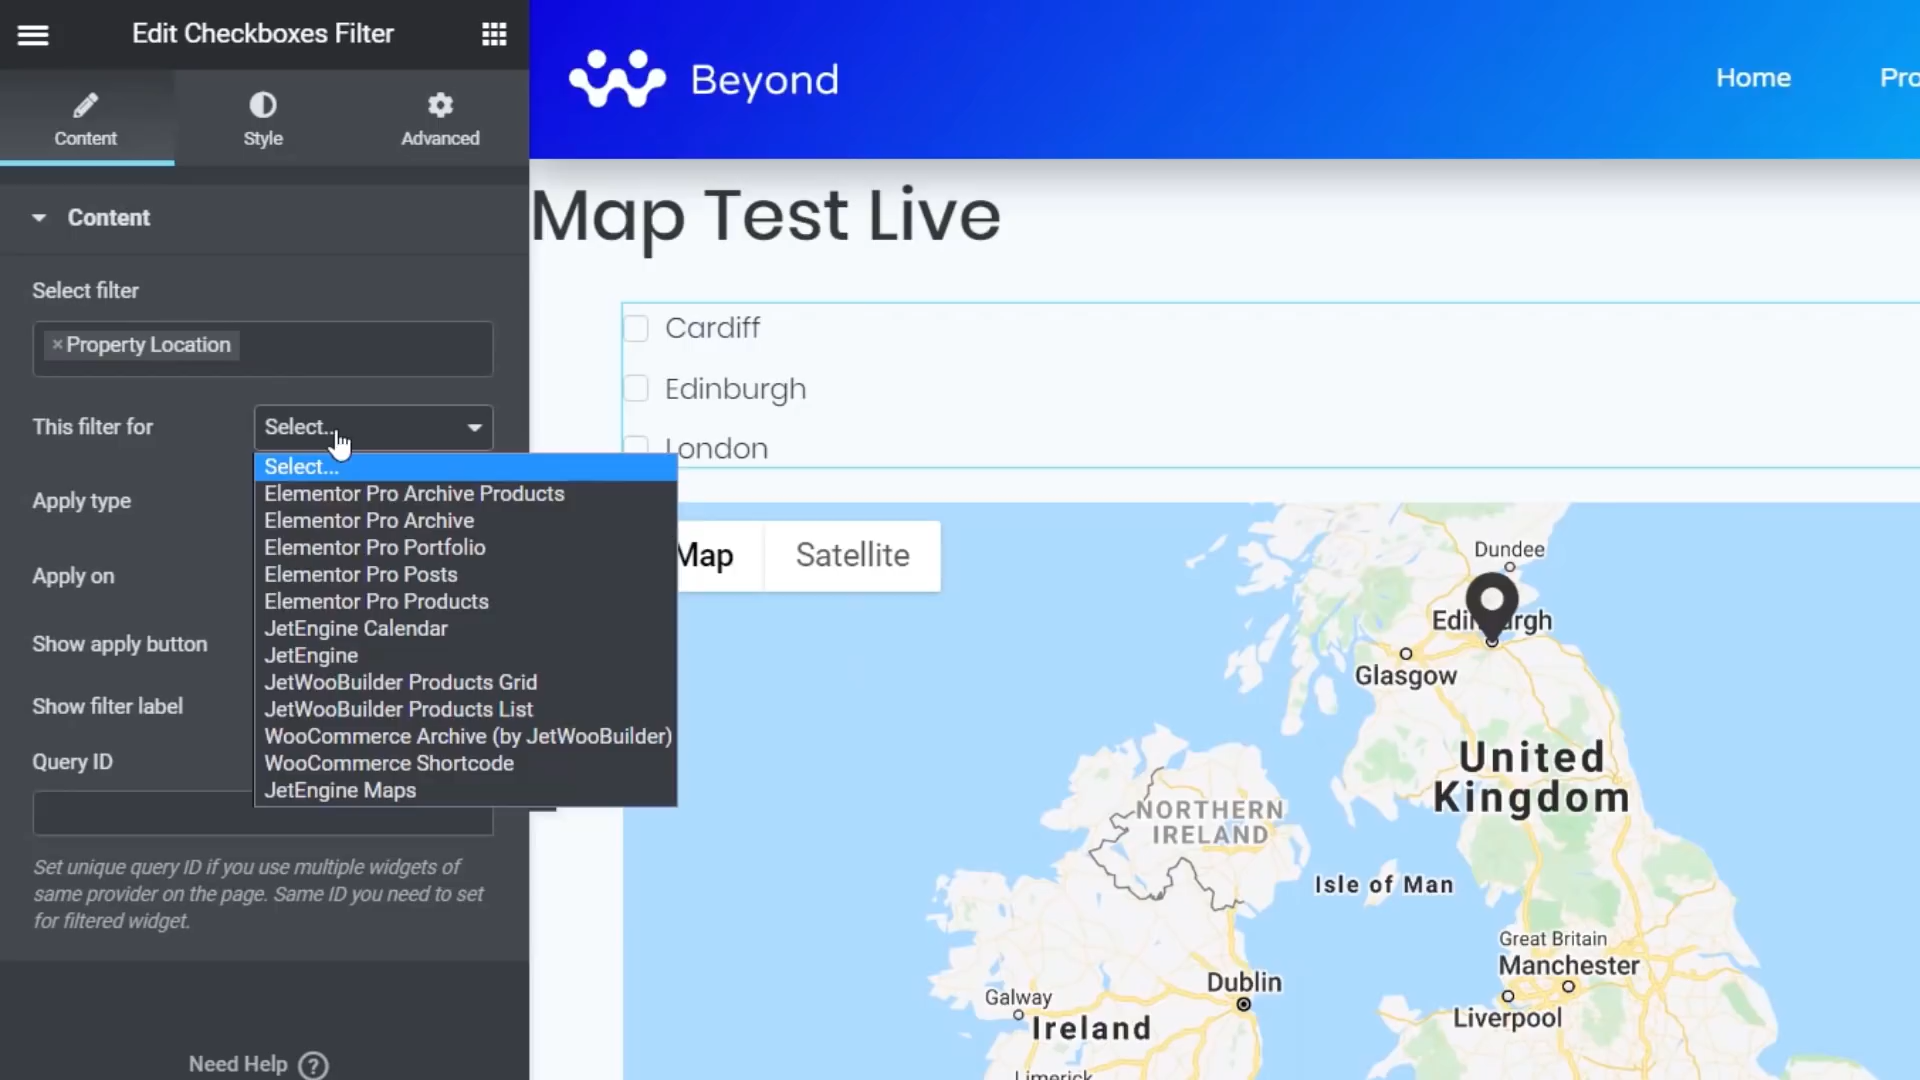 Edit Checkboxes Filter
Content
Style
Advanced
Content
Select filter
×Property Location
This filter for
Select...
Select...
Elementor Pro Archive Products
Elementor Pro Archive
Elementor Pro Portfolio
Elementor Pro Posts
Elementor Pro Products
JetEngine Calendar
JetEngine
JetWooBuilder Products Grid
JetWooBuilder Products List
WooCommerce Archive (by JetWooBuilder)
WooCommerce Shortcode
JetEngine Maps
Apply type
Apply on
Show apply button
Show filter label
Query ID
Set unique query ID if you use multiple widgets of
same provider on the page. Same ID you need to set
for filtered widget.
Need Help ?
Beyond
Home
Pro
Map Test Live
Cardiff
Edinburgh
London
Map
Satellite
Dundee
Edinburgh
Glasgow
United
Kingdom
NORTHERN
IRELAND
Isle of Man
Great Britain
Manchester
Liverpool
Dublin
Galway
Ireland
Limerick